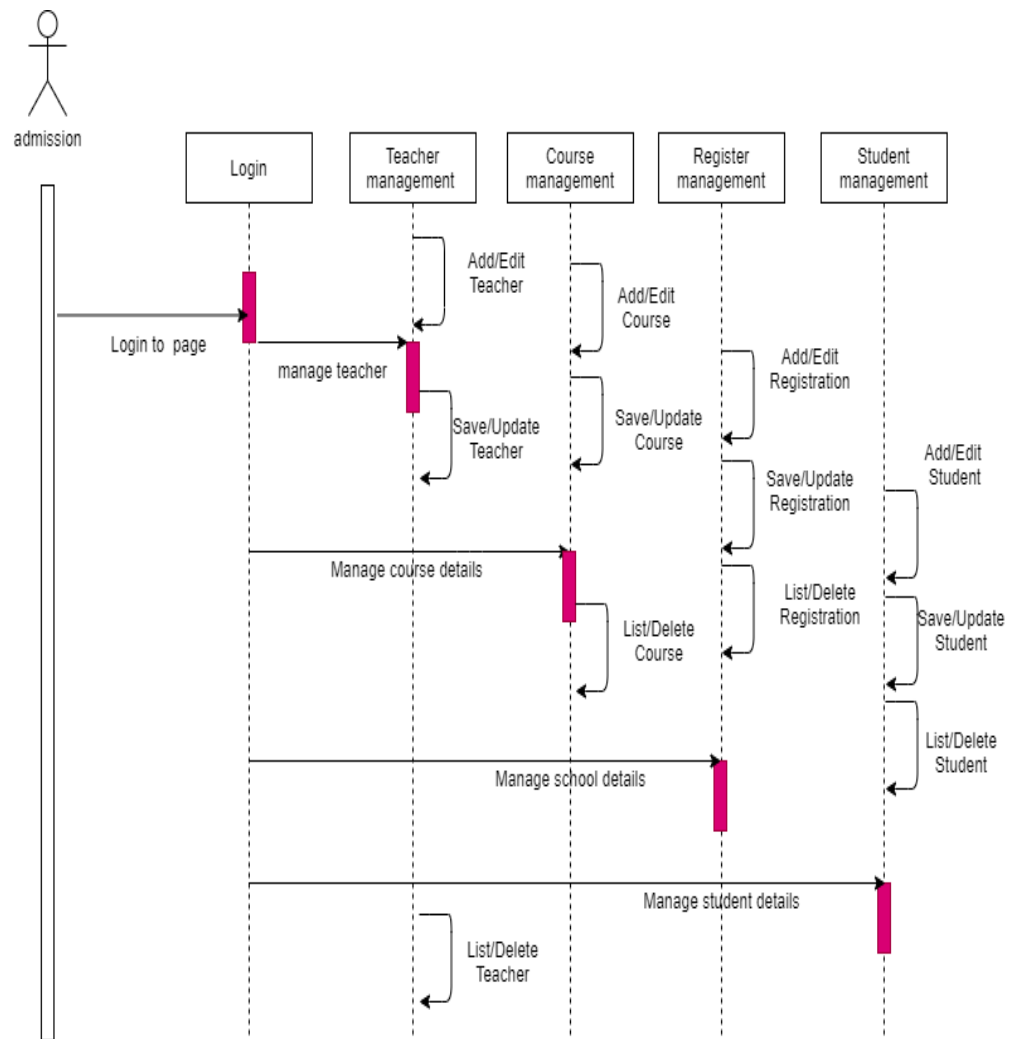 admission
Login
Teacher
management
Course
management
Register
management
Student
management
Add/Edit
Teacher
Add/Edit
Course
Login to  page
manage teacher
Add/Edit
Registration
Save/Update
Teacher
Save/Update
Course
Add/Edit
Student
Save/Update
Registration
Manage course details
List/Delete
Registration
List/Delete
Course
Save/Update
Student
List/Delete
Student
Manage school details
Manage student details
List/Delete
Teacher